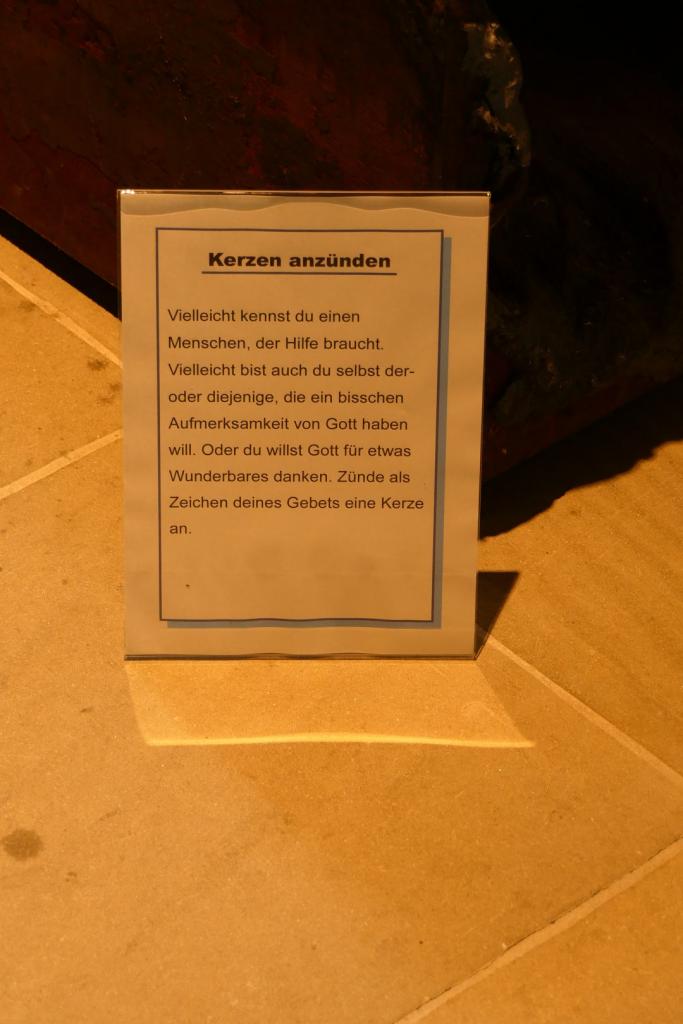 Kerzen anzünden
Vielleicht kennst du einen
Menschen, der Hilfe braucht.
Vielleicht bist auch du selbst der-
oder diejenige, die ein bisschen
Aufmerksamkeit von Gott haben
will. Oder du willst Gott für etwas
Wunderbares danken. Zünde als
Zeichen deines Gebets eine Kerze
an.